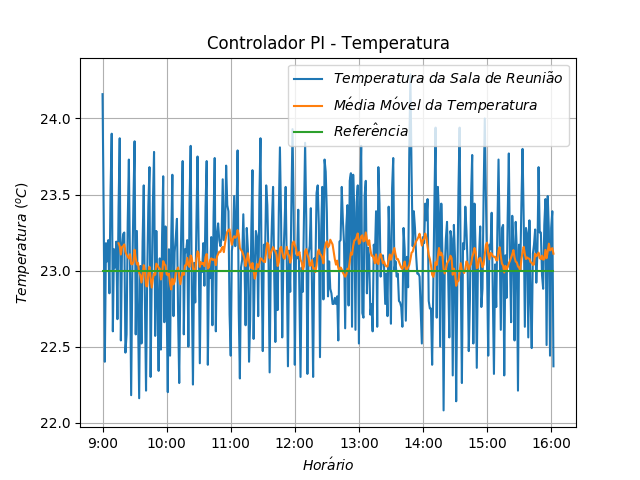 Controlador PI - Temperatura
Temperatura da Sala de Reunião
Média Móvel da Temperatura
Referência
Temperatura (ºC)
24.0
23.5
23.0
22.5
22.0
9:00 10:00 11:00 12:00 13:00 14:00 15:00 16:00
Horário